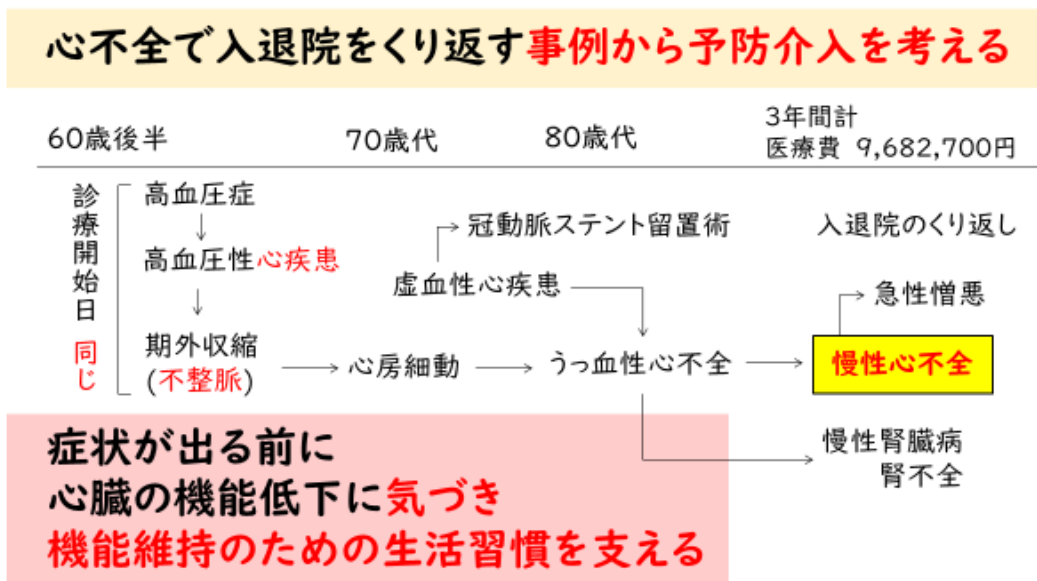 心不全で入退院をくり返す事例から予防介入を考える
60歳後半
70歳代
80歳代
3年間計
医療費 9,682,700円
診療開始日 同じ
高血圧症
高血圧性心疾患
期外収縮
(不整脈)
冠動脈ステント留置術
虚血性心疾患
心房細動
うっ血性心不全
入退院のくり返し
急性憎悪
慢性心不全
慢性腎臓病
腎不全
症状が出る前に
心臓の機能低下に気づき
機能維持のための生活習慣を支える